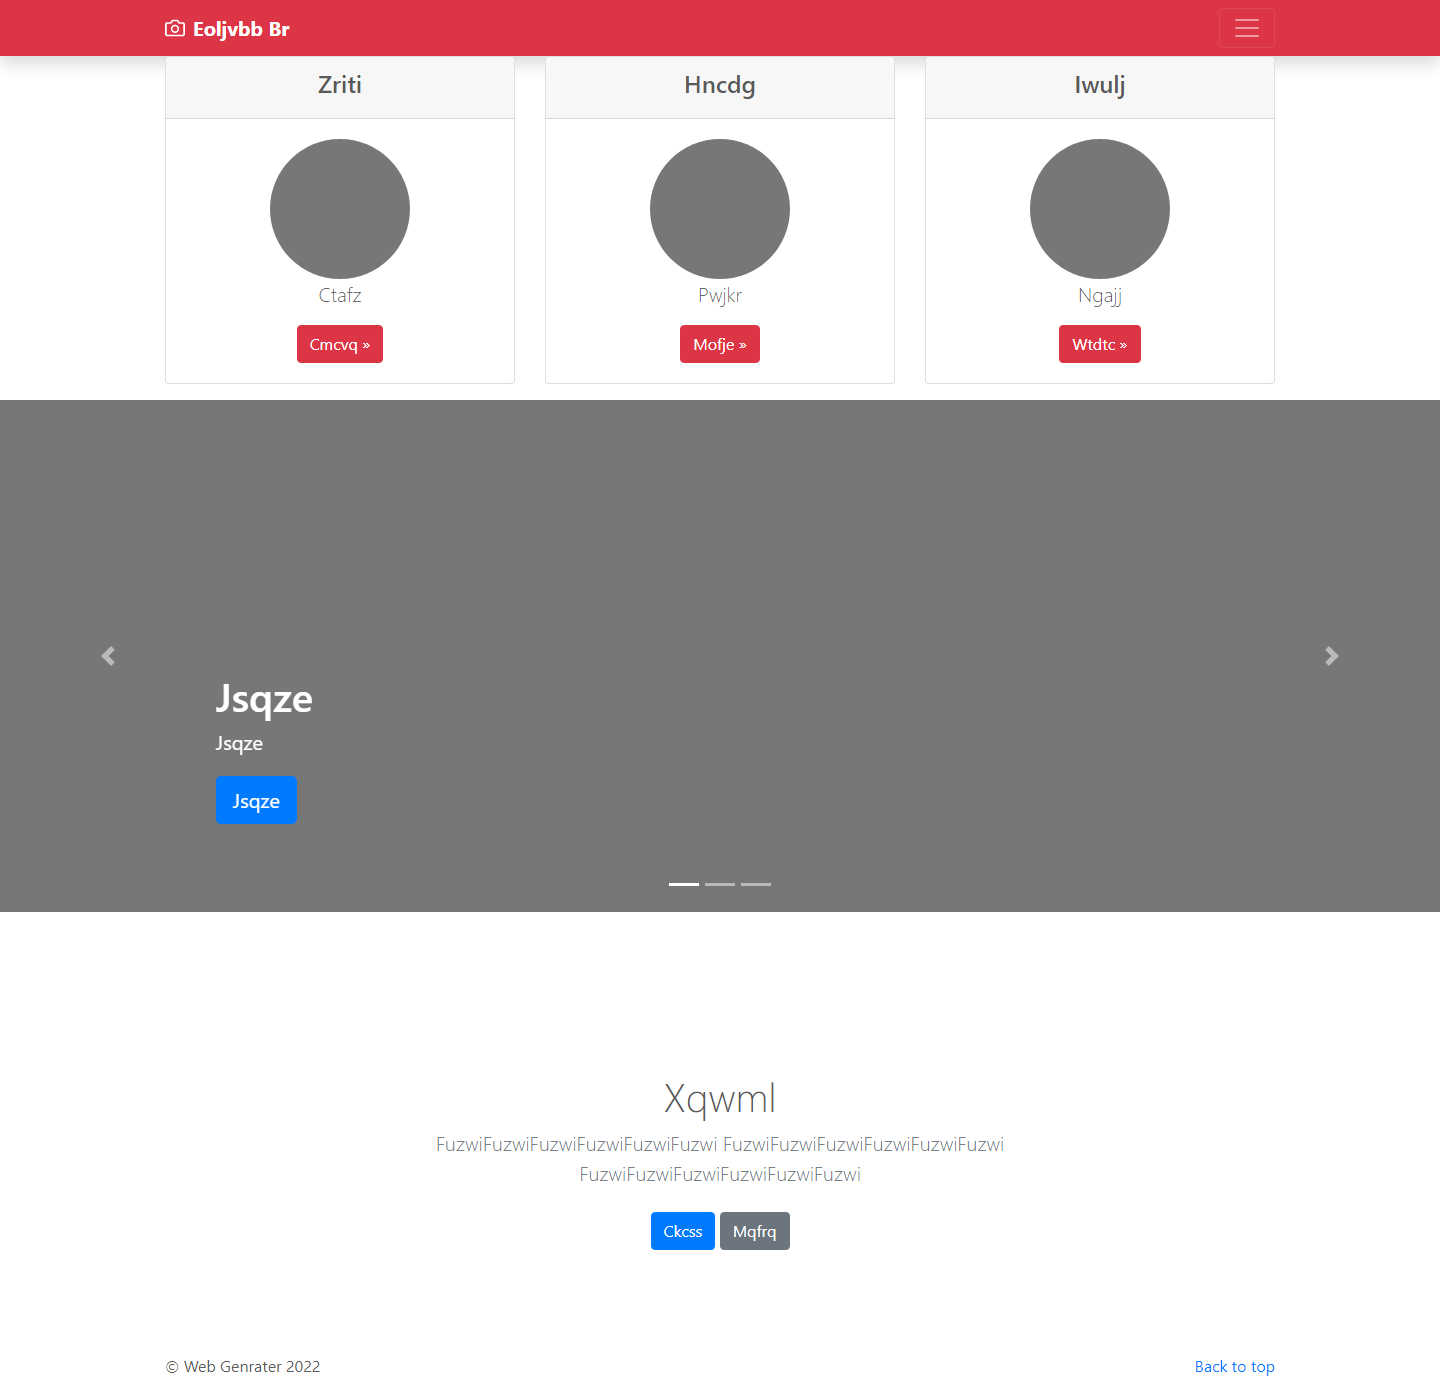 Eoljvbb Br
Zriti
Hncdg
Iwulj
Ctafz
Pwjkr
Ngajj
Cmcvq »
Mofje »
Wtdtc »
Jsqze
Jsqze
Jsqze
Xqwml
FuzwiFuzwiFuzwiFuzwiFuzwiFuzwi FuzwiFuzwiFuzwiFuzwiFuzwiFuzwi
FuzwiFuzwiFuzwiFuzwiFuzwiFuzwi
Ckcss Mqfrq
© Web Genrater 2022
Back to top